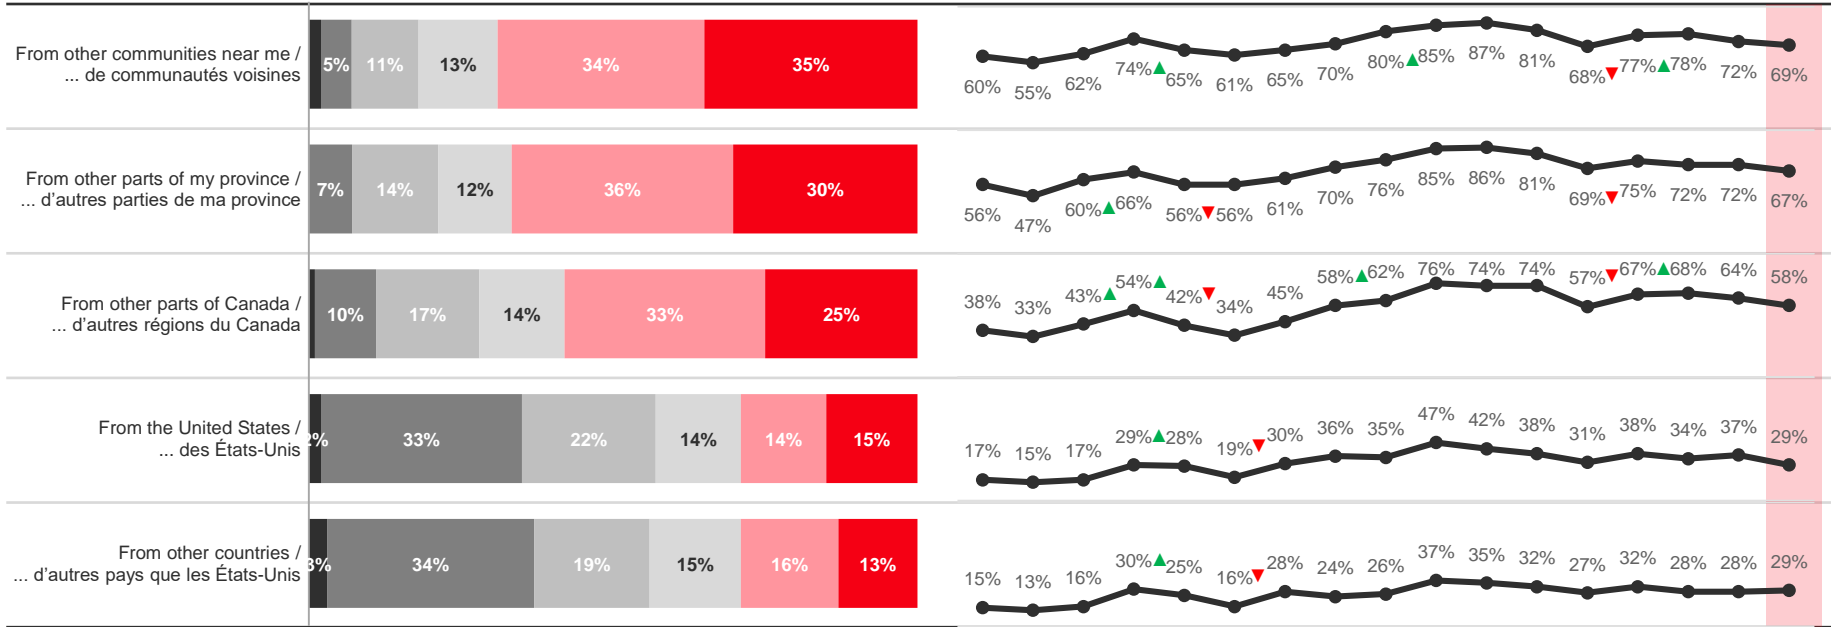 From other communities near me /
... de communautés voisines
5% 11% 13% 34% 35%
60% 55% 62% 74% 65% 61% 65% 70% 80% 85% 87% 81% 68% 77% 78% 72% 69%
From other parts of my province /
... d'autres parties de ma province
7% 14% 12% 36% 30%
56% 47% 60% 66% 56% 56% 61% 70% 76% 85% 86% 81% 69% 75% 72% 72% 67%
From other parts of Canada /
... d'autres régions du Canada
10% 17% 14% 33% 25%
38% 33% 43% 54% 42% 34% 45% 58% 62% 76% 74% 74% 57% 67% 68% 64% 58%
From the United States /
... des États-Unis
2% 33% 22% 14% 14% 15%
17% 15% 17% 29% 28% 19% 30% 36% 35% 47% 42% 38% 31% 38% 34% 37% 29%
From other countries /
... d'autres pays que les États-Unis
3% 34% 19% 15% 16% 13%
15% 13% 16% 30% 25% 16% 28% 24% 26% 37% 35% 32% 27% 32% 28% 28% 29%